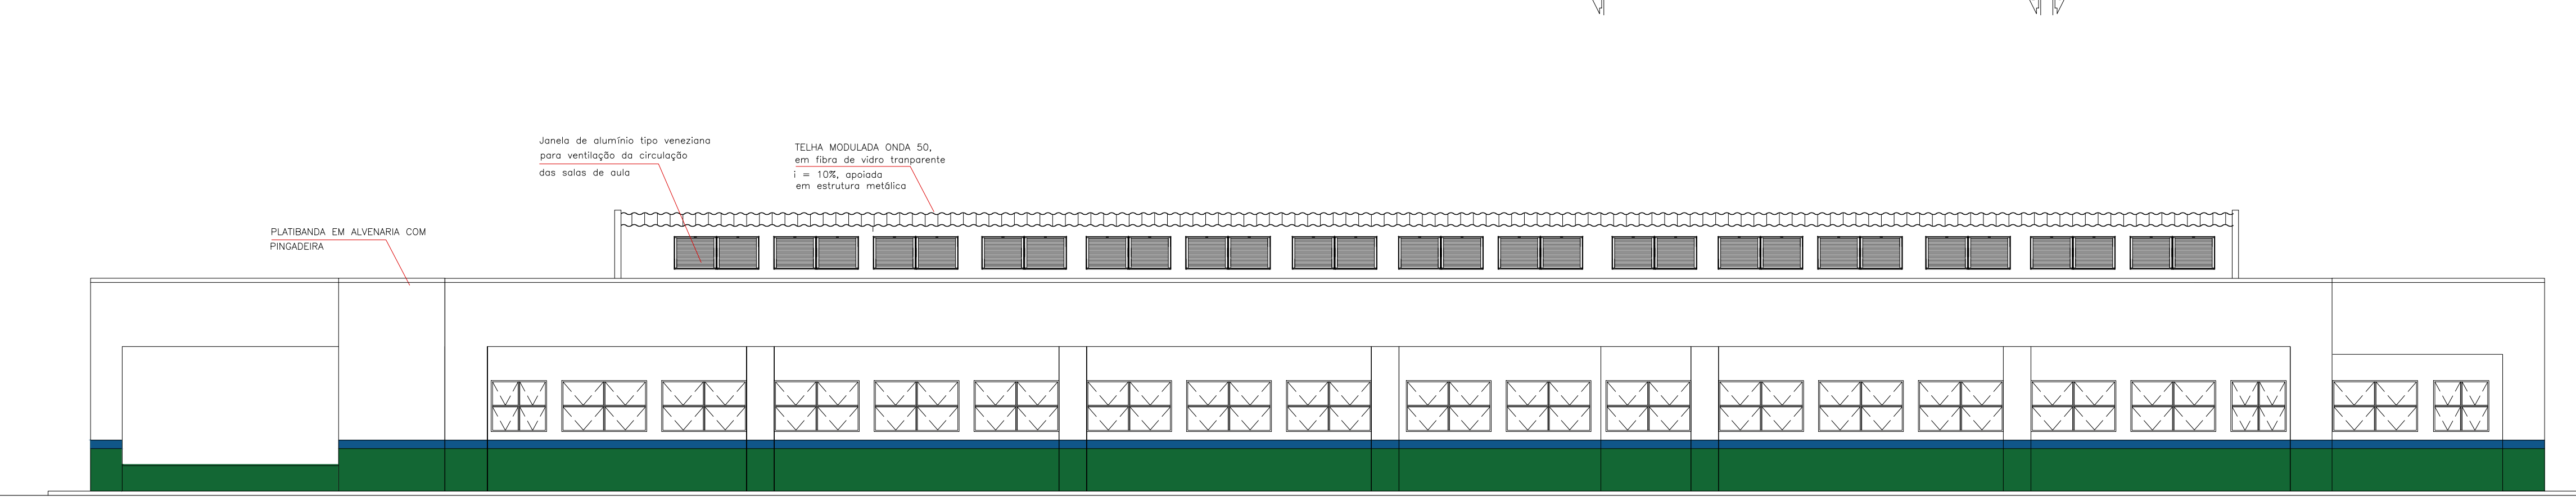 Janela de alumínio tipo veneziana
para ventilação da circulação
das salas de aula
TELHA MODULADA ONDA 50,
em fibra de vidro tranparente
i = 10%, apoiada
em estrutura metálica
PLATIBANDA EM ALVENARIA COM
PINGADEIRA